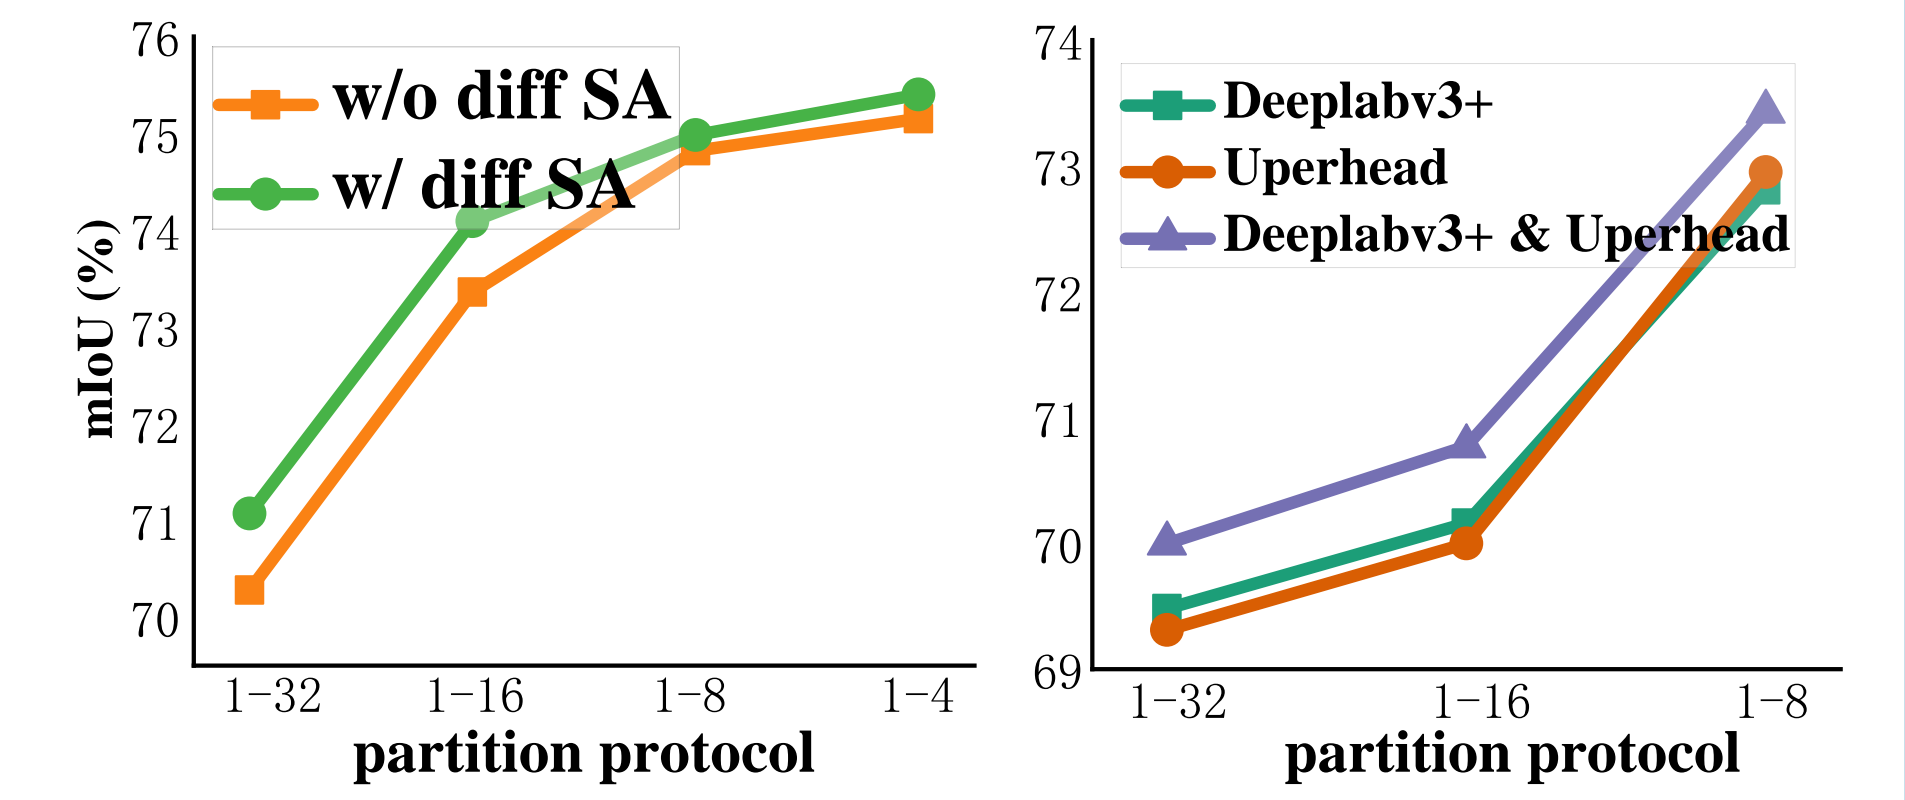 76
75
74
73
72
71
70
mIoU (%)
w/o diff SA
w/ diff SA
1-32 1-16 1-8 1-4
partition protocol
74
73
72
71
70
69
Deeplabv3+
Uperhead
Deeplabv3+ & Uperhead
1-32 1-16 1-8
partition protocol